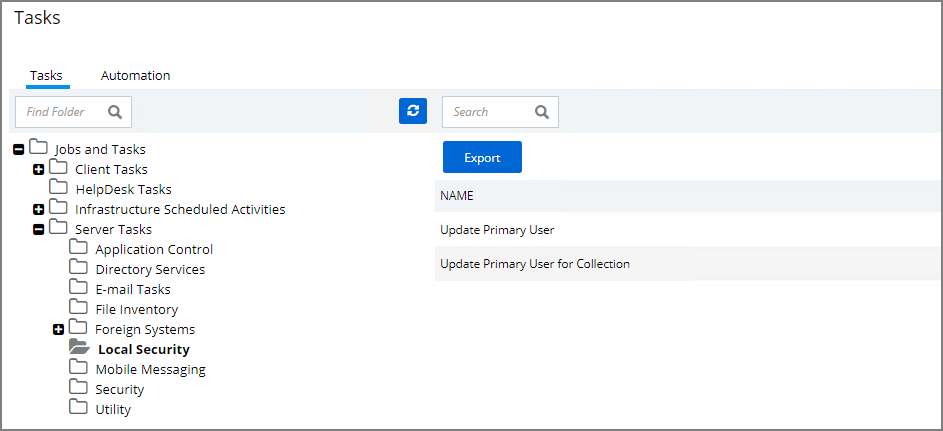 Tasks
Tasks Automation
Find Folder Search
Jobs and Tasks
Client Tasks
HelpDesk Tasks
Infrastructure Scheduled Activities
Server Tasks
Application Control
Directory Services
E-mail Tasks
File Inventory
Foreign Systems
Local Security
Mobile Messaging
Security
Utility
Export
NAME
Update Primary User
Update Primary User for Collection